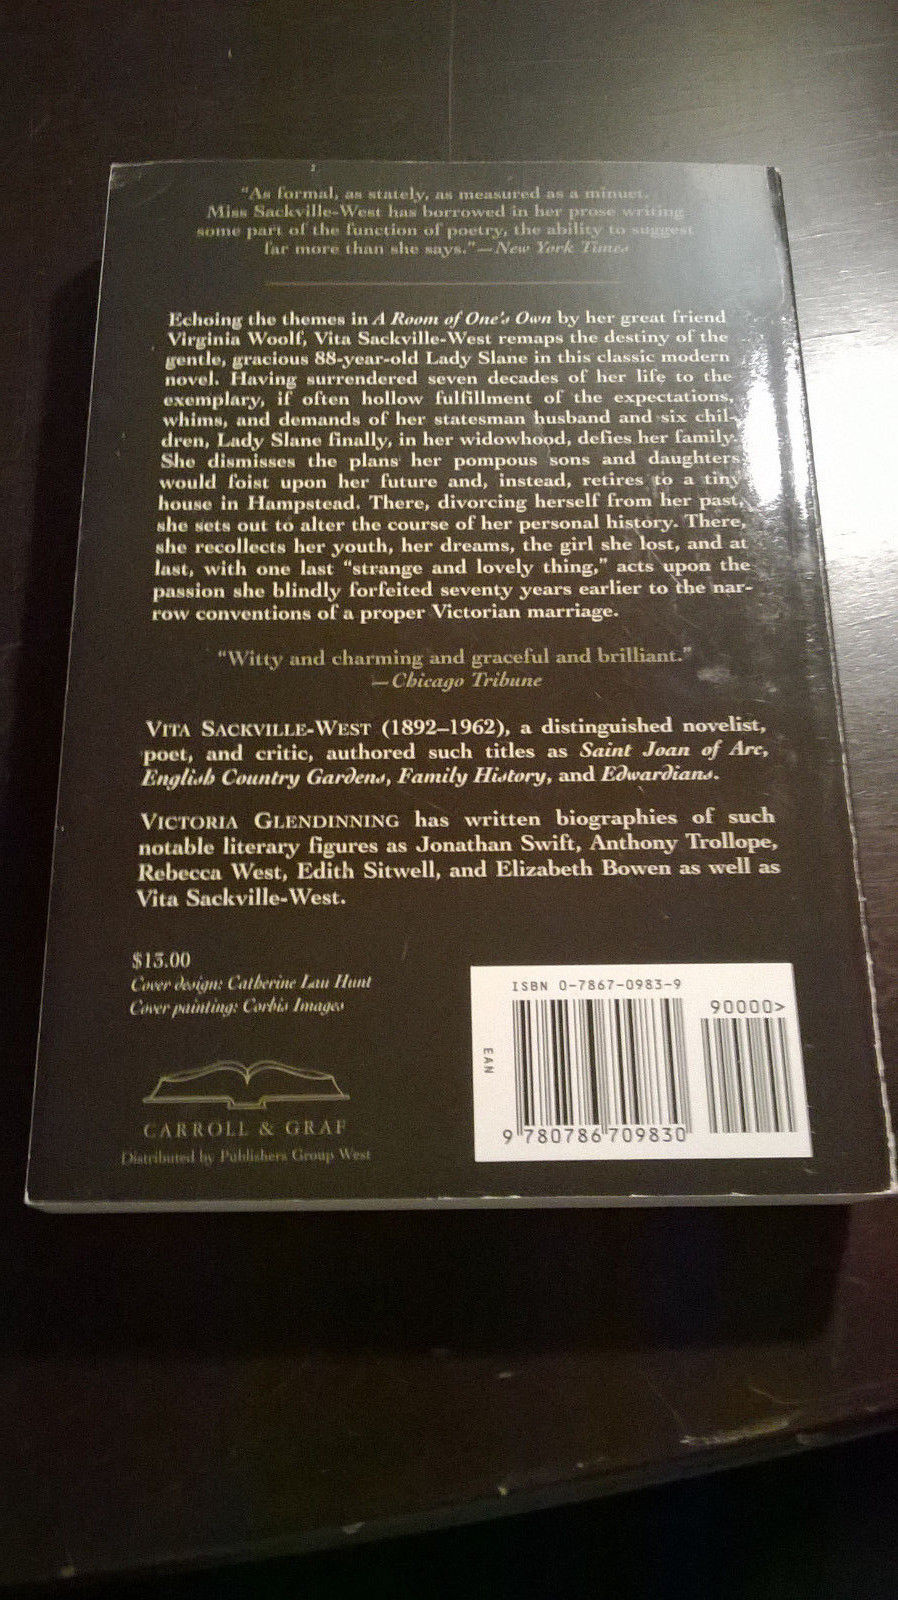 "As formal, as stately, as measured as a minuet.
Miss Sackville-West has borrowed in her prose writing
some part of the function of poetry, the ability to suggest
far more than she says."—New York Times
Echoing the themes in A Room of One's Own by her great friend
Virginia Woolf, Vita Sackville-West remaps the destiny of the
gentle, gracious 88-year-old Lady Slane in this classic modern
novel. Having surrendered seven decades of her life to the
exemplary, if often hollow fulfillment of the expectations,
whims, and demands of her statesman husband and six chil-
dren, Lady Slane finally, in her widowhood, defies her family.
She dismisses the plans her pompous sons and daughters
would foist upon her future and, instead, retires to a tiny
house in Hampstead. There, divorcing herself from her past,
she sets out to alter the course of her personal history. There,
she recollects her youth, her dreams, the girl she lost, and at
last, with one last "strange and lovely thing," acts upon the
passion she blindly forfeited seventy years earlier to the nar-
row conventions of a proper Victorian marriage.
"Witty and charming and graceful and brilliant."
—Chicago Tribune
VITA SACKVILLE-WEST (1892–1962), a distinguished novelist,
poet, and critic, authored such titles as Saint Joan of Arc,
English Country Gardens, Family History, and Edwardians.
VICTORIA GLENDINNING has written biographies of such
notable literary figures as Jonathan Swift, Anthony Trollope,
Rebecca West, Edith Sitwell, and Elizabeth Bowen as well as
Vita Sackville-West.
$13.00
Cover design: Catherine Lau Hunt
Cover painting: Corbis Images
CARROLL & GRAF
Distributed by Publishers Group West
ISBN 0-7867-0983-9
90000>
EAN
9 780786 709830